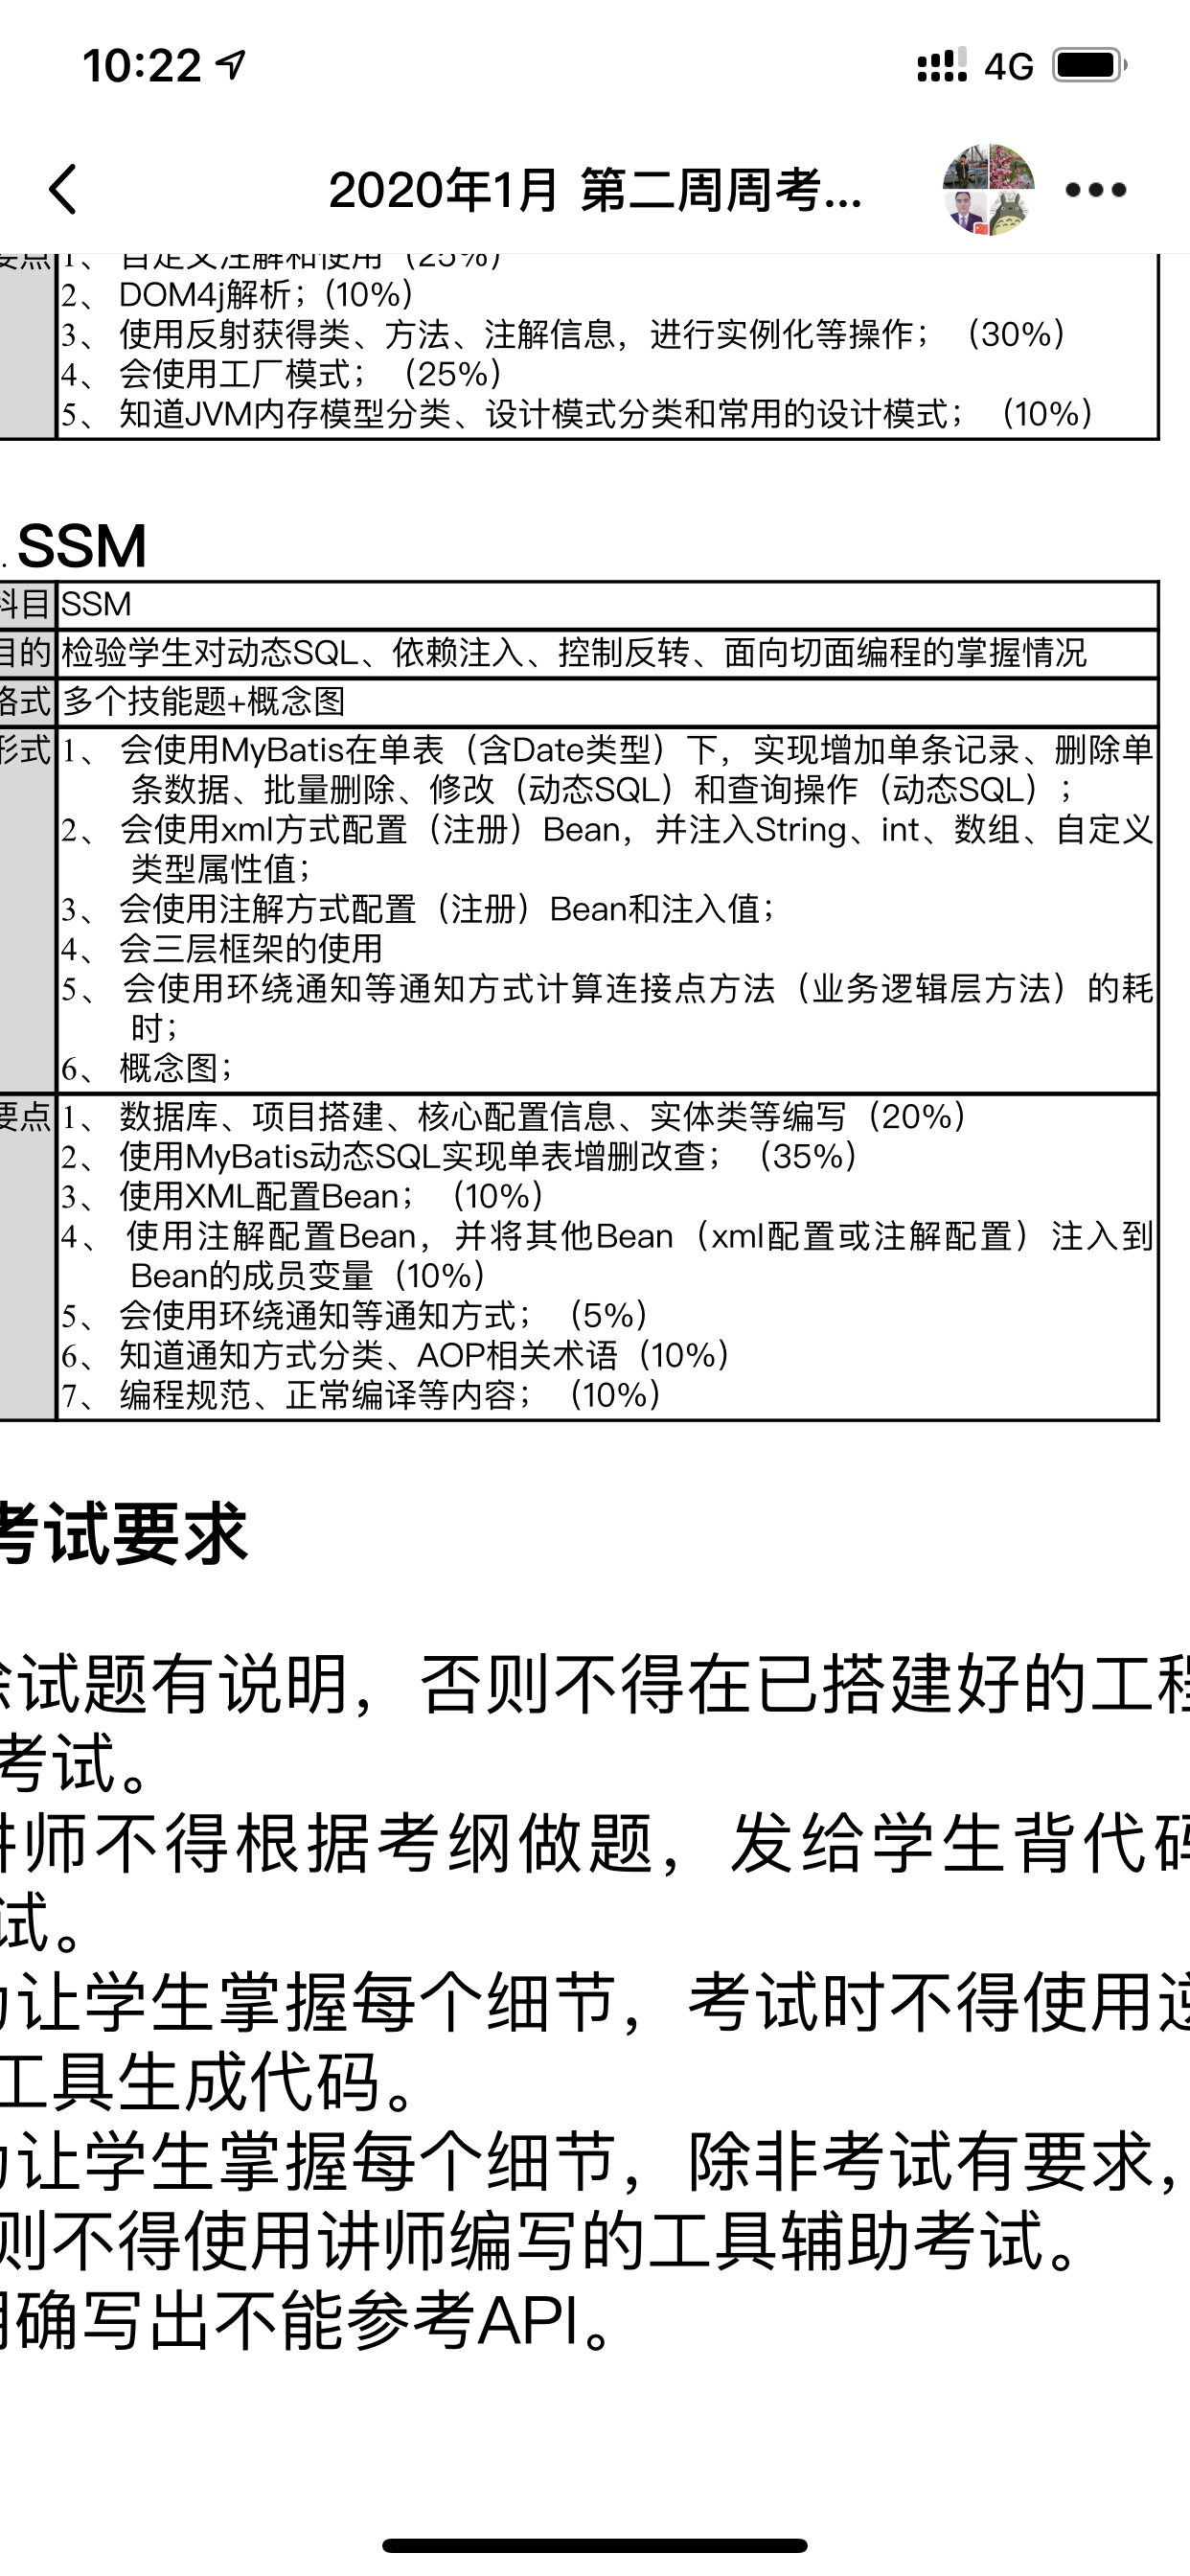 10:22
4G
2020年1月 第二周周考...
要点 1、 自定义注解和使用（25%）
2、 DOM4j解析；(10%）
3、 使用反射获得类、方法、注解信息，进行实例化等操作；（30%）
4、 会使用工厂模式；（25%）
5、 知道JVM内存模型分类、设计模式分类和常用的设计模式；（10%）
. SSM
科目 SSM
目的 检验学生对动态SQL、依赖注入、控制反转、面向切面编程的掌握情况
格式 多个技能题+概念图
形式 1、 会使用MyBatis在单表（含Date类型）下，实现增加单条记录、删除单
条数据、批量删除、修改（动态SQL）和查询操作（动态SQL）；
2、 会使用xml方式配置（注册）Bean，并注入String、int、数组、自定义
类型属性值；
3、 会使用注解方式配置（注册）Bean和注入值；
4、 会三层框架的使用
5、 会使用环绕通知等通知方式计算连接点方法（业务逻辑层方法）的耗
时；
6、 概念图；
要点 1、 数据库、项目搭建、核心配置信息、实体类等编写（20%）
2、 使用MyBatis动态SQL实现单表增删改查；（35%）
3、 使用XML配置Bean；（10%）
4、 使用注解配置Bean，并将其他Bean（xml配置或注解配置）注入到
Bean的成员变量（10%）
5、 会使用环绕通知等通知方式；（5%）
6、 知道通知方式分类、AOP相关术语（10%）
7、 编程规范、正常编译等内容；（10%）
考试要求
除试题有说明，否则不得在已搭建好的工程
考试。
讲师不得根据考纲做题，发给学生背代码
试。
为让学生掌握每个细节，考试时不得使用逆
工具生成代码。
为让学生掌握每个细节，除非考试有要求，
则不得使用讲师编写的工具辅助考试。
明确写出不能参考API。